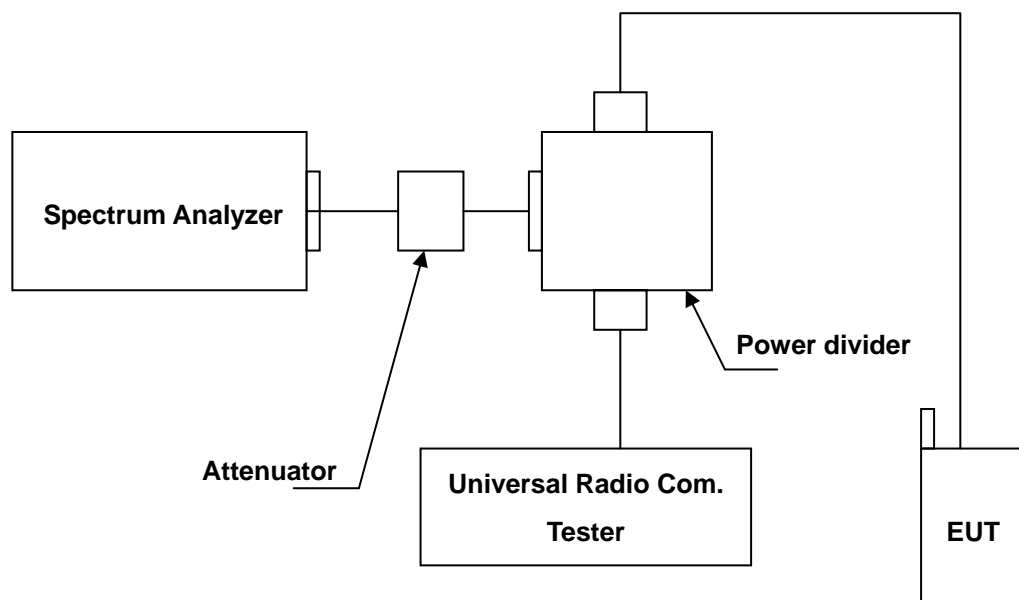 Spectrum Analyzer
Power divider
Attenuator
Universal Radio Com.
Tester
EUT